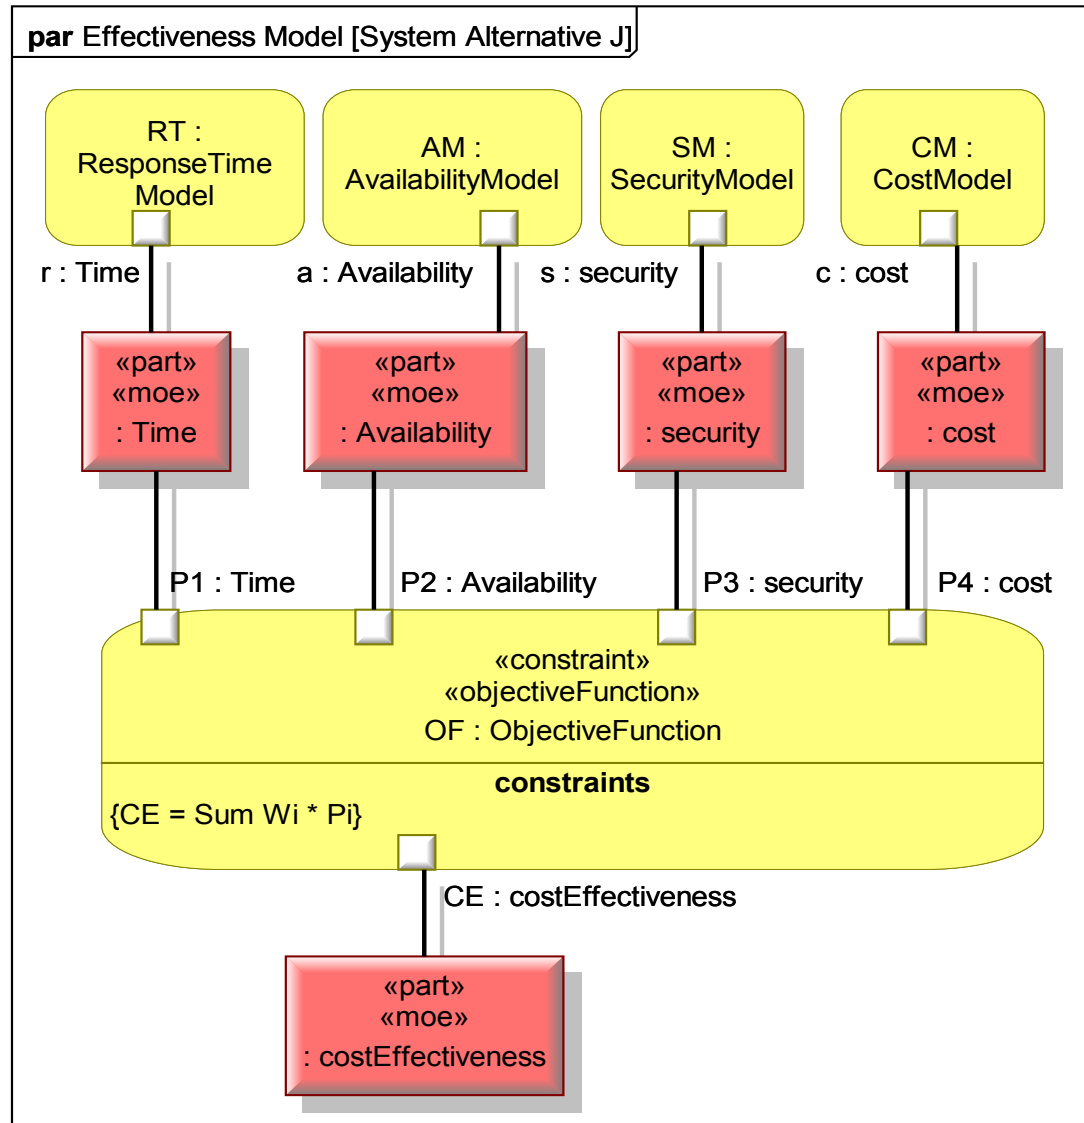 par Effectiveness Model [System Alternative J]
RT :
ResponseTime
Model
AM :
AvailabilityModel
SM :
SecurityModel
CM :
CostModel
r : Time
a : Availability
s : security
c : cost
«part»
«moe»
: Time
«part»
«moe»
: Availability
«part»
«moe»
: security
«part»
«moe»
: cost
P1 : Time
P2 : Availability
P3 : security
P4 : cost
«constraint»
«objectiveFunction»
OF : ObjectiveFunction
constraints
{CE = Sum Wi * Pi}
CE : costEffectiveness
«part»
«moe»
: costEffectiveness